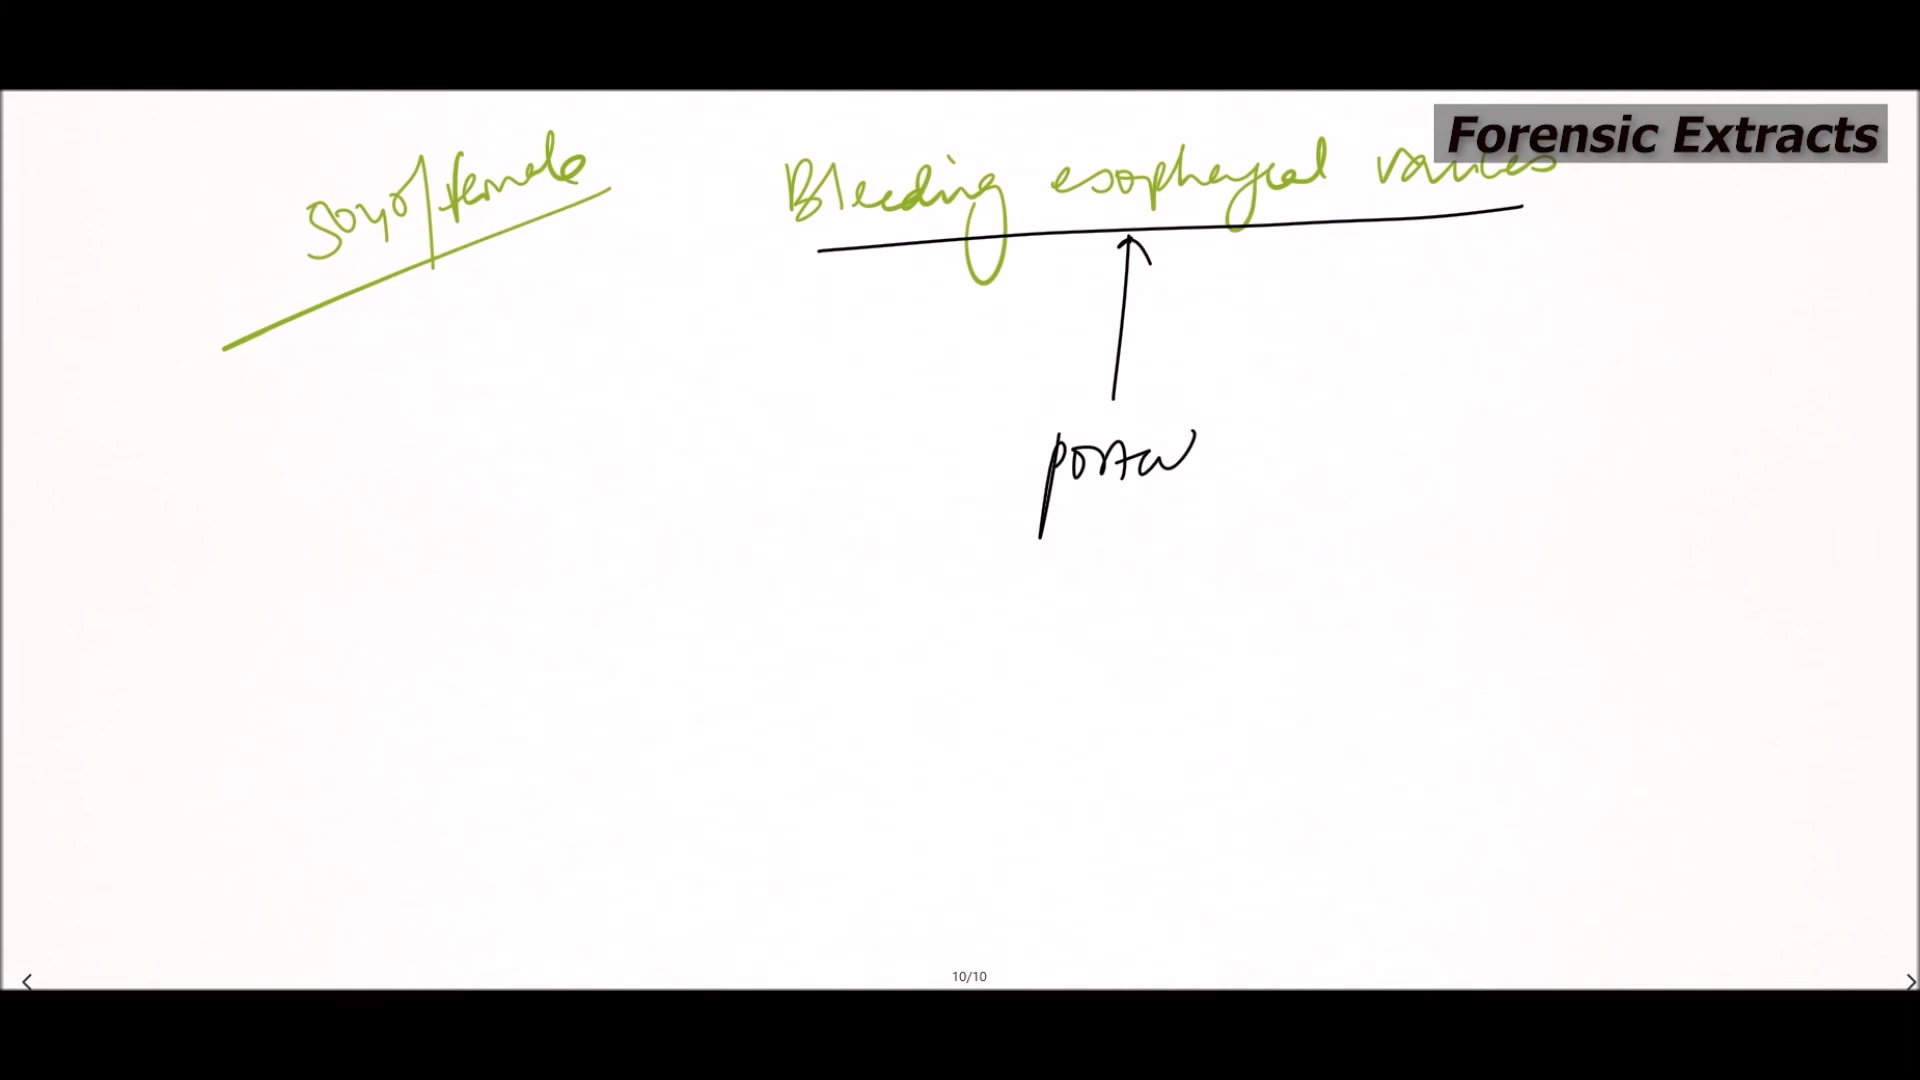 Forensic Extracts
50yo/female
Bleeding esophageal varices
portal
10/10